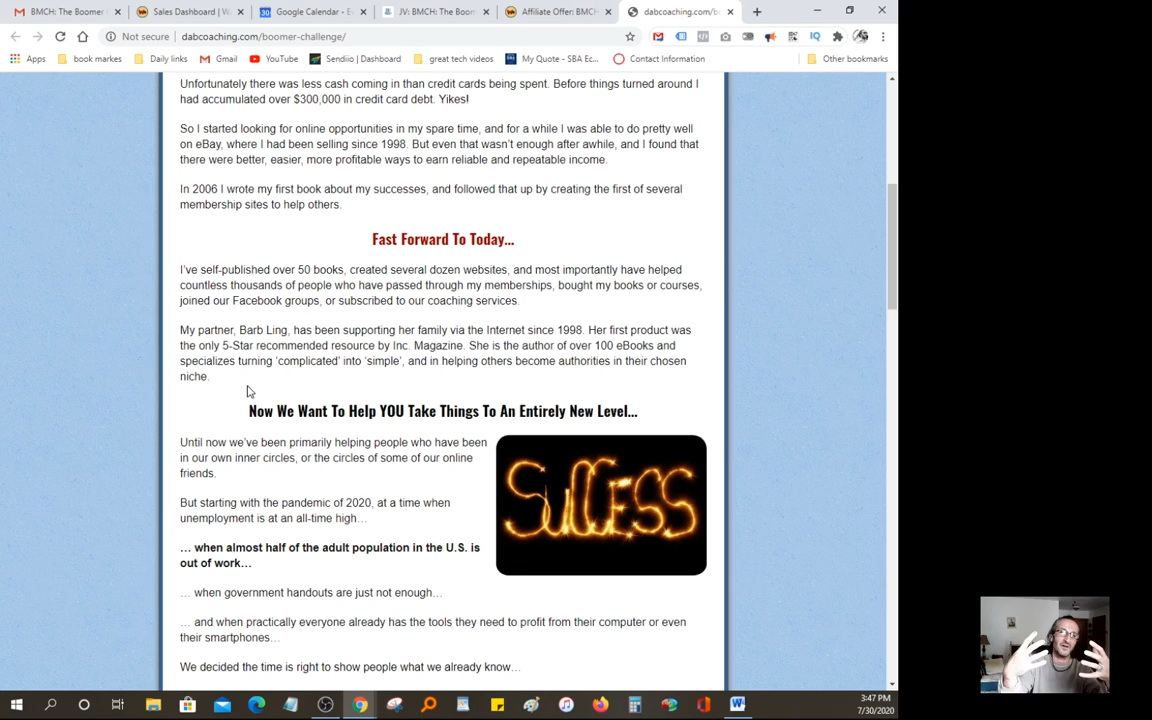 BMCH: The Boomer
Sales Dashboard | W
Google Calendar - E
JV: BMCH: The Boom
Affiliate Offer: BMCH:
dabcoaching.com/b
Not secure
dabcoaching.com/boomer-challenge/
IQ
Apps
book markas
Daily links
Gmail
YouTube
Sendiio | Dashboard
great tech videos
My Quote - SBA Ec...
Contact Information
Other bookmarks
Unfortunately there was less cash coming in than credit cards being spent. Before things turned around I
had accumulated over $300,000 in credit card debt. Yikes!
So I started looking for online opportunities in my spare time, and for a while I was able to do pretty well
on eBay, where I had been selling since 1998. But even that wasn't enough after awhile, and I found that
there were better, easier, more profitable ways to earn reliable and repeatable income.
In 2006 I wrote my first book about my successes, and followed that up by creating the first of several
membership sites to help others.
Fast Forward To Today...
I've self-published over 50 books, created several dozen websites, and most importantly have helped
countless thousands of people who have passed through my memberships, bought my books or courses,
joined our Facebook groups, or subscribed to our coaching services.
My partner, Barb Ling, has been supporting her family via the Internet since 1998. Her first product was
the only 5-Star recommended resource by Inc. Magazine. She is the author of over 100 eBooks and
specializes turning 'complicated' into 'simple', and in helping others become authorities in their chosen
niche.
Now We Want To Help YOU Take Things To An Entirely New Level...
Until now we've been primarily helping people who have been
in our own inner circles, or the circles of some of our online
friends.
But starting with the pandemic of 2020, at a time when
unemployment is at an all-time high…
… when almost half of the adult population in the U.S. is
out of work…
… when government handouts are just not enough…
… and when practically everyone already has the tools they need to profit from their computer or even
their smartphones…
We decided the time is right to show people what we already know…
SuCCESS
3:47 PM
7/30/2020